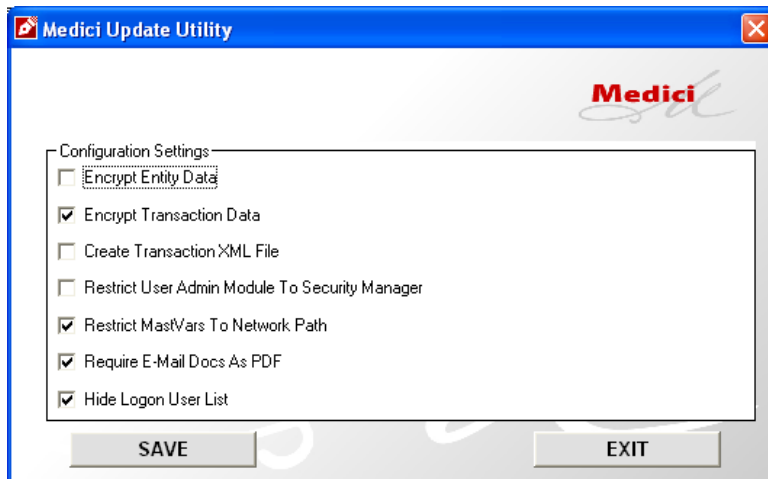 Medici Update Utility
Medici
Configuration Settings
Encrypt Entity Data
Encrypt Transaction Data
Create Transaction XML File
Restrict User Admin Module To Security Manager
Restrict MastVars To Network Path
Require E-Mail Docs As PDF
Hide Logon User List
SAVE EXIT